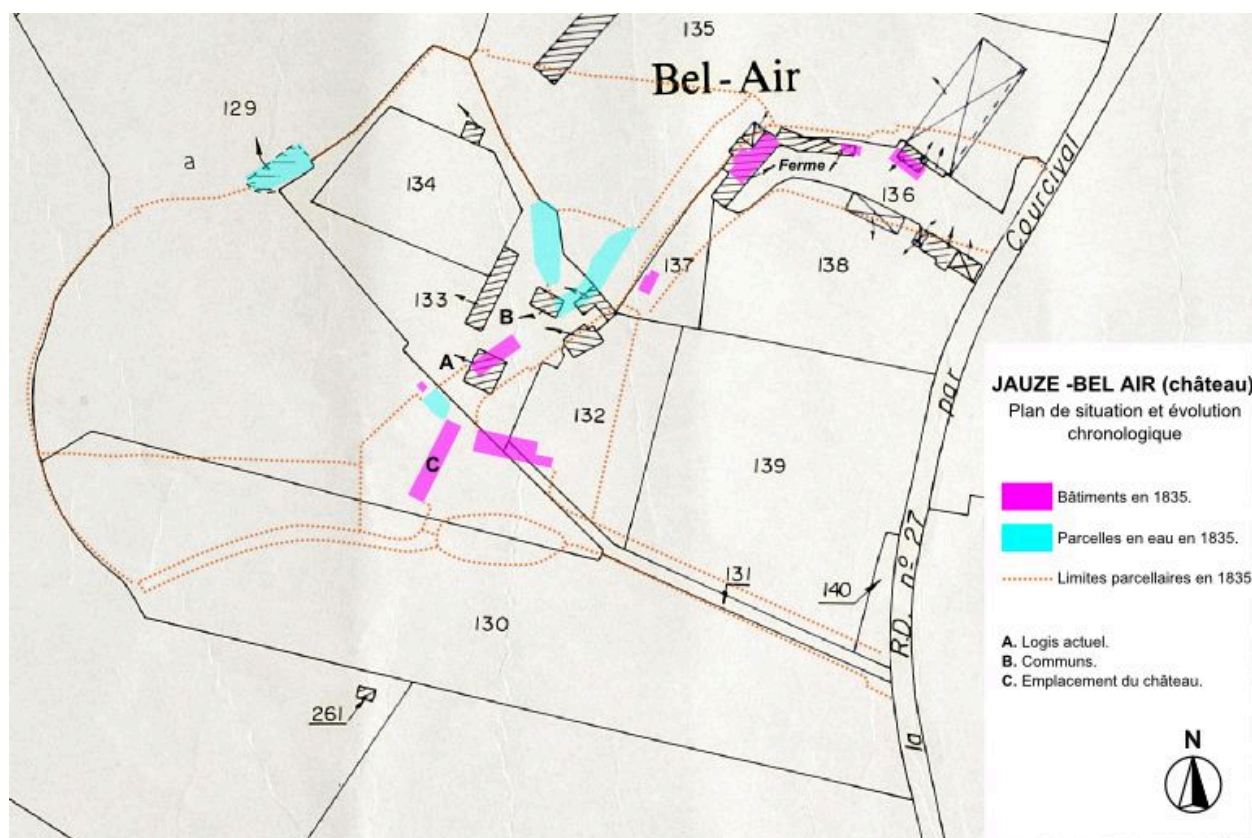 135
Bel-Air
129
a
134
Ferme
136
Courcival
137
138
133
B
A
132
C
139
par
131
140
R.D. nº 27
130
261
la
JAUZE -BEL AIR (château)
Plan de situation et évolution
chronologique
Bâtiments en 1835.
Parcelles en eau en 1835.
Limites parcellaires en 1835
A. Logis actuel.
B. Communs.
C. Emplacement du château.
N